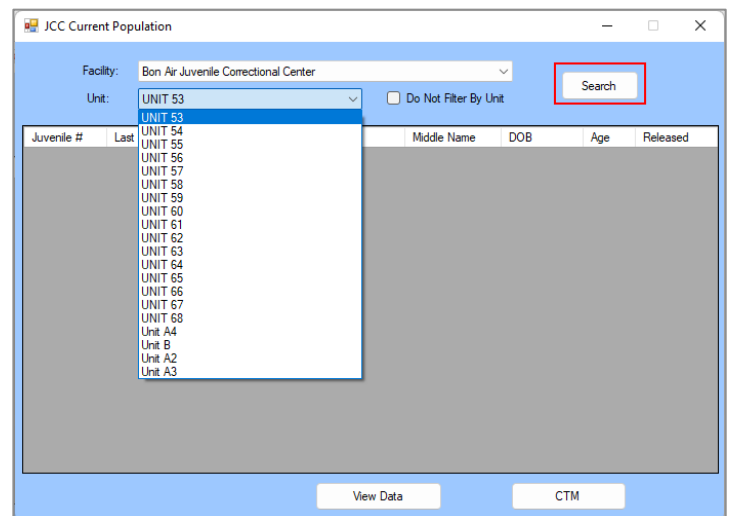 JCC Current Population
Facility: Bon Air Juvenile Correctional Center
Search
Unit: UNIT 53 Do Not Filter By Unit
Juvenile # Last Middle Name DOB Age Released
UNIT 53
UNIT 54
UNIT 55
UNIT 56
UNIT 57
UNIT 58
UNIT 59
UNIT 60
UNIT 61
UNIT 62
UNIT 63
UNIT 64
UNIT 65
UNIT 66
UNIT 67
UNIT 68
Unit A4
Unit B
Unit A2
Unit A3
View Data CTM